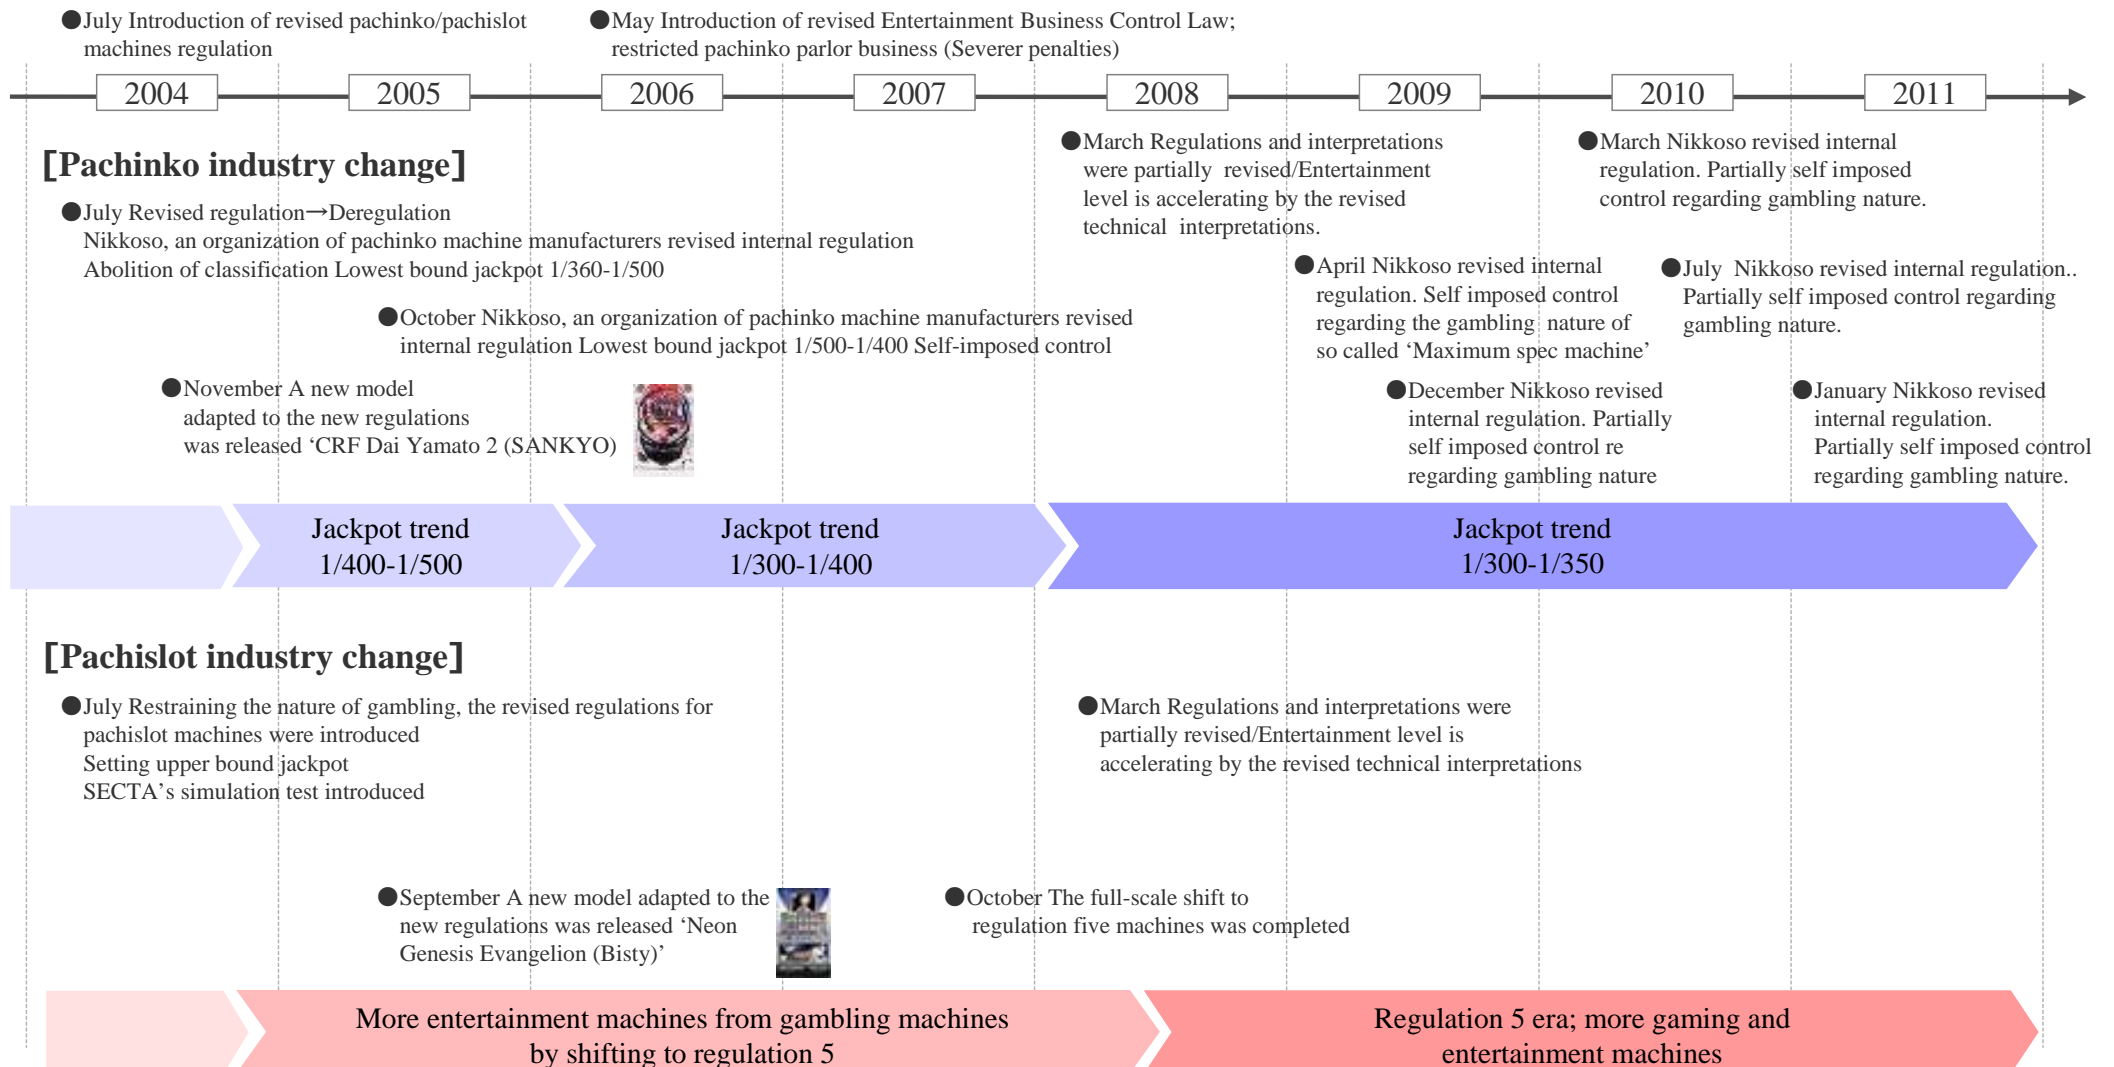 ●July Introduction of revised pachinko/pachislot
machines regulation
●May Introduction of revised Entertainment Business Control Law;
restricted pachinko parlor business (Severer penalties)
2004
2005
2006
2007
2008
2009
2010
2011
[Pachinko industry change]
●July Revised regulation→Deregulation
Nikkoso, an organization of pachinko machine manufacturers revised internal regulation
Abolition of classification Lowest bound jackpot 1/360-1/500
●October Nikkoso, an organization of pachinko machine manufacturers revised
internal regulation Lowest bound jackpot 1/500-1/400 Self-imposed control
●November A new model
adapted to the new regulations
was released ‘CRF Dai Yamato 2 (SANKYO)
●March Regulations and interpretations
were partially revised/Entertainment
level is accelerating by the revised
technical interpretations.
●April Nikkoso revised internal
regulation. Self imposed control
regarding the gambling nature of
so called ‘Maximum spec machine’
●December Nikkoso revised
internal regulation. Partially
self imposed control re
regarding gambling nature
●March Nikkoso revised internal
regulation. Partially self imposed
control regarding gambling nature.
●July Nikkoso revised internal regulation..
Partially self imposed control regarding
gambling nature.
●January Nikkoso revised
internal regulation.
Partially self imposed control
regarding gambling nature.
Jackpot trend
1/400-1/500
Jackpot trend
1/300-1/400
Jackpot trend
1/300-1/350
[Pachislot industry change]
●July Restraining the nature of gambling, the revised regulations for
pachislot machines were introduced
Setting upper bound jackpot
SECTA’s simulation test introduced
●March Regulations and interpretations were
partially revised/Entertainment level is
accelerating by the revised technical interpretations
●September A new model adapted to the
new regulations was released ‘Neon
Genesis Evangelion (Bisty)’
●October The full-scale shift to
regulation five machines was completed
More entertainment machines from gambling machines
by shifting to regulation 5
Regulation 5 era; more gaming and
entertainment machines